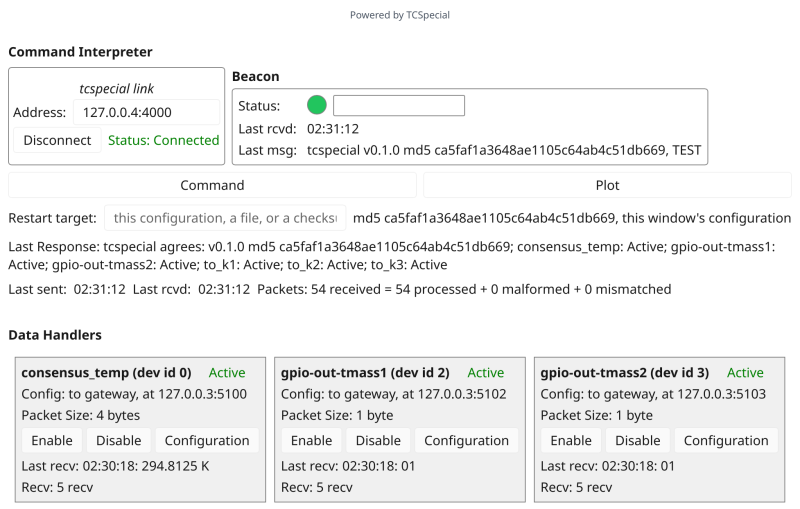 Powered by TCSpecial
Command Interpreter
tcspecial link
Address: 127.0.0.4:4000
Disconnect Status: Connected
Beacon
Status:
Last rcvd: 02:31:12
Last msg: tcspecial v0.1.0 md5 ca5faf1a3648ae1105c64ab4c51db669, TEST
Command Plot
Restart target: this configuration, a file, or a checksu md5 ca5faf1a3648ae1105c64ab4c51db669, this window's configuration
Last Response: tcspecial agrees: v0.1.0 md5 ca5faf1a3648ae1105c64ab4c51db669; consensus_temp: Active; gpio-out-tmass1:
Active; gpio-out-tmass2: Active; to_k1: Active; to_k2: Active; to_k3: Active
Last sent: 02:31:12 Last rcvd: 02:31:12 Packets: 54 received = 54 processed + 0 malformed + 0 mismatched
Data Handlers
consensus_temp (dev id 0) Active
Config: to gateway, at 127.0.0.3:5100
Packet Size: 4 bytes
Enable Disable Configuration
Last recv: 02:30:18: 294.8125 K
Recv: 5 recv
gpio-out-tmass1 (dev id 2) Active
Config: to gateway, at 127.0.0.3:5102
Packet Size: 1 byte
Enable Disable Configuration
Last recv: 02:30:18: 01
Recv: 5 recv
gpio-out-tmass2 (dev id 3) Active
Config: to gateway, at 127.0.0.3:5103
Packet Size: 1 byte
Enable Disable Configuration
Last recv: 02:30:18: 01
Recv: 5 recv